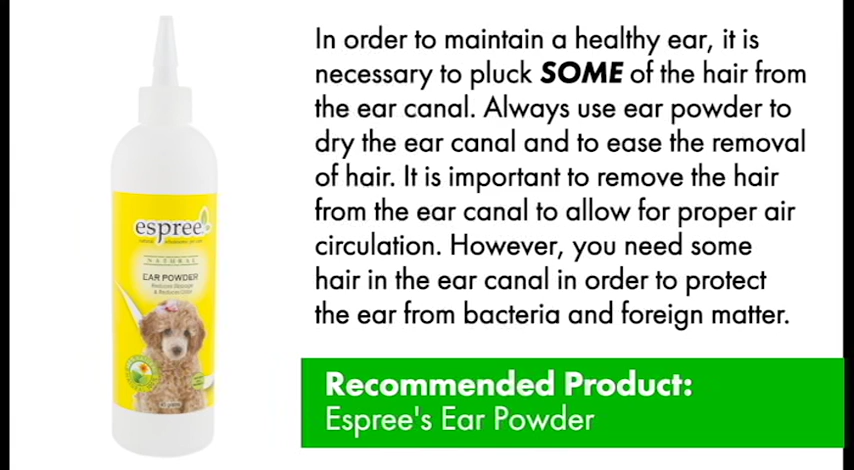 In order to maintain a healthy ear, it is
necessary to pluck SOME of the hair from
the ear canal. Always use ear powder to
dry the ear canal and to ease the removal
of hair. It is important to remove the hair
from the ear canal to allow for proper air
circulation. However, you need some
hair in the ear canal in order to protect
the ear from bacteria and foreign matter.
Recommended Product:
Espree's Ear Powder
espree
NATURAL
EAR POWDER